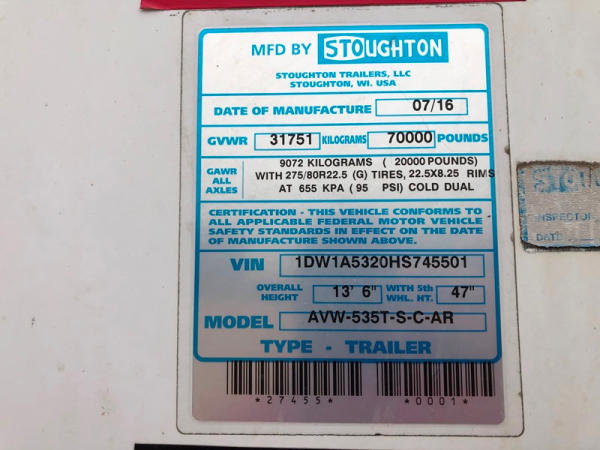 MFD BY STOUGHTON
STOUGHTON TRAILERS, LLC
STOUGHTON, WI. USA
DATE OF MANUFACTURE 07/16
GVWR 31751 KILOGRAMS 70000 POUNDS
GAWR ALL AXLES
9072 KILOGRAMS ( 20000 POUNDS)
WITH 275/80R22.5 (G) TIRES, 22.5X8.25 RIMS
AT 655 KPA ( 95 PSI) COLD DUAL
CERTIFICATION - THIS VEHICLE CONFORMS TO
ALL APPLICABLE FEDERAL MOTOR VEHICLE
SAFETY STANDARDS IN EFFECT ON THE DATE
OF MANUFACTURE SHOWN ABOVE.
VIN 1DW1A5320HS745501
OVERALL HEIGHT 13' 6" WITH 5th WHL. HT. 47"
MODEL AVW-535T-S-C-AR
TYPE - TRAILER
*27455* *0001*
INSPECTOR
DATE